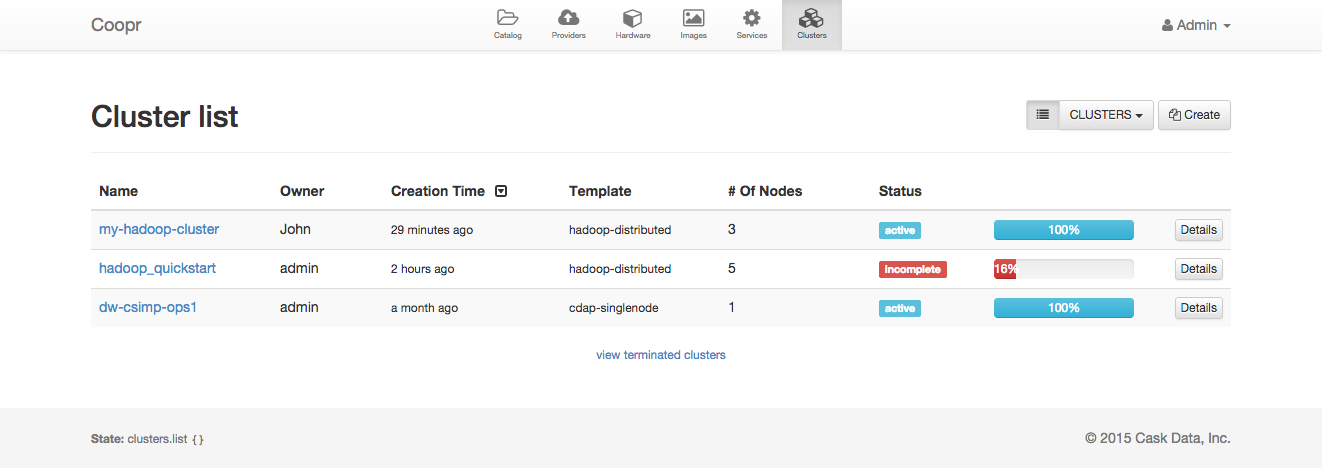 Coopr
Catalog Providers Hardware Images Services Clusters
Admin
Cluster list
CLUSTERS Create
Name Owner Creation Time Template # Of Nodes Status
my-hadoop-cluster John 29 minutes ago hadoop-distributed 3 active 100% Details
hadoop_quickstart admin 2 hours ago hadoop-distributed 5 incomplete 16% Details
dw-csimp-ops1 admin a month ago cdap-singlenode 1 active 100% Details
view terminated clusters
State: clusters.list {} © 2015 Cask Data, Inc.